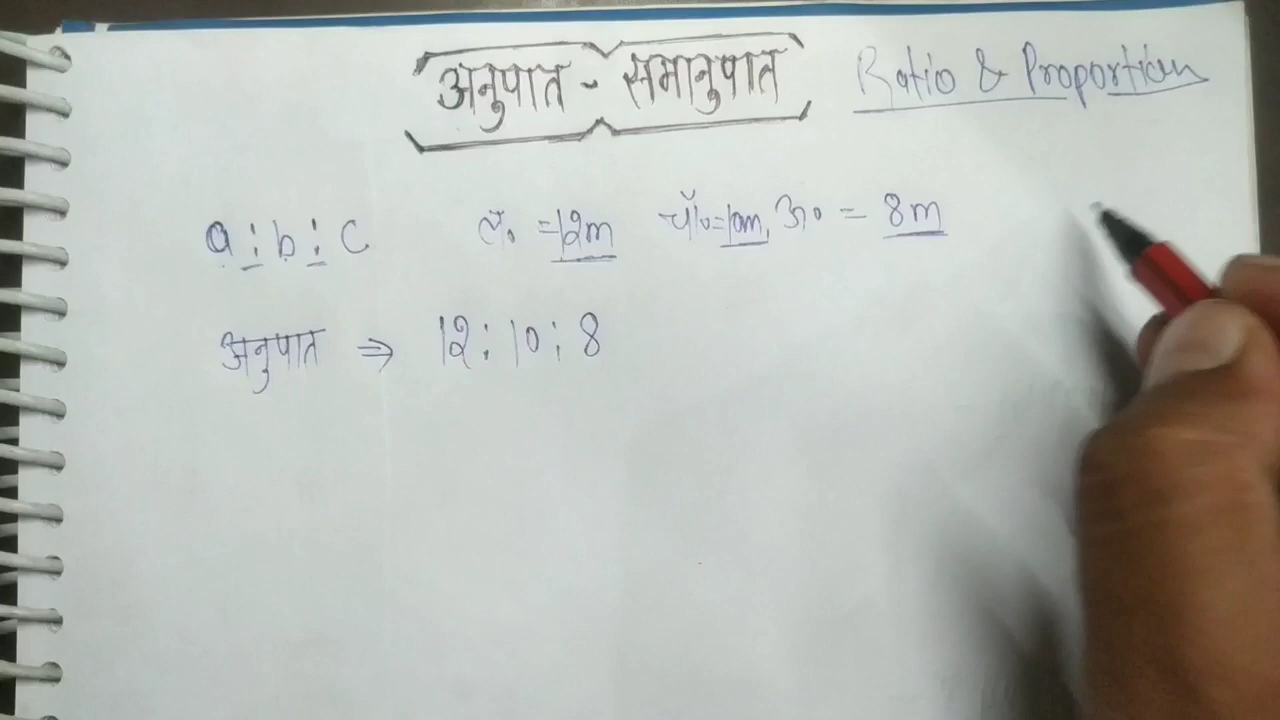 अनुपात - समानुपात Ratio & Proportion
a : b : c ल० = 12m चौ० = 10m, ऊ० = 8m
अनुपात ⇒ 12 : 10 : 8